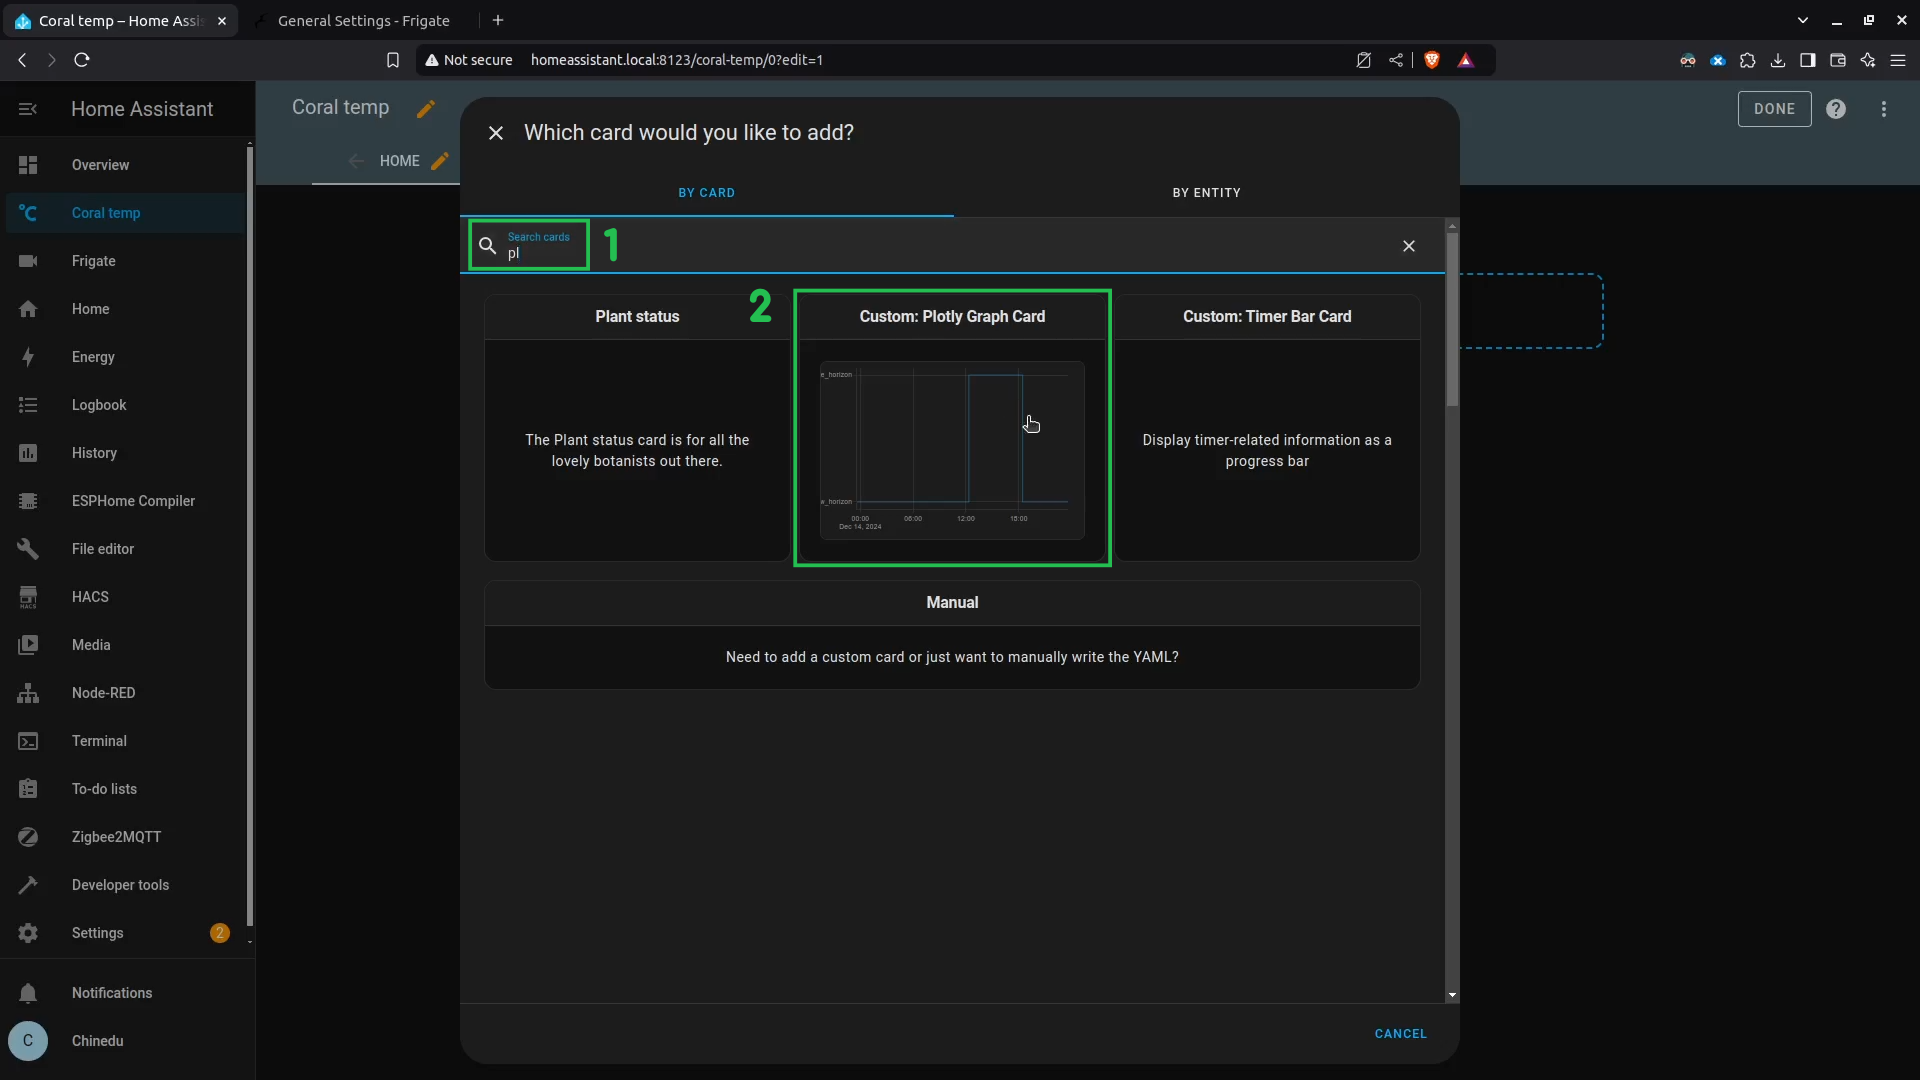 Coral temp – Home Assi
General Settings - Frigate
Not secure
homeassistant.local:8123/coral-temp/0?edit=1
Home Assistant
Coral temp
DONE
HOME
Overview
Coral temp
Frigate
Home
Energy
Logbook
History
ESPHome Compiler
File editor
HACS
HACS
Media
Node-RED
Terminal
To-do lists
Zigbee2MQTT
Developer tools
Settings
2
Notifications
C
Chinedu
Which card would you like to add?
BY CARD
BY ENTITY
Search cards
pl
1
2
Plant status
The Plant status card is for all the
lovely botanists out there.
Custom: Plotly Graph Card
e_horizon
w_horizon
00:00
06:00
12:00
15:00
Dec 14, 2024
Custom: Timer Bar Card
Display timer-related information as a
progress bar
Manual
Need to add a custom card or just want to manually write the YAML?
CANCEL